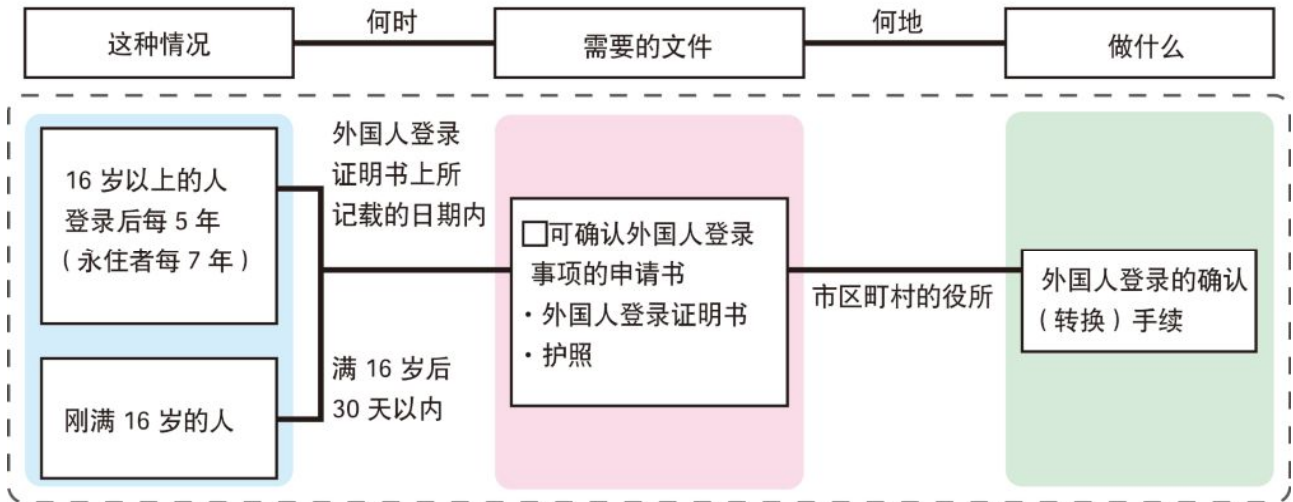 这种情况
何时
需要的文件
何地
做什么
16 岁以上的人
登录后每 5 年
（永住者每 7 年）
外国人登录
证明书上所
记载的日期内
刚满 16 岁的人
满 16 岁后
30 天以内
□可确认外国人登录
事项的申请书
・外国人登录证明书
・护照
市区町村的役所
外国人登录的确认
（转换）手续